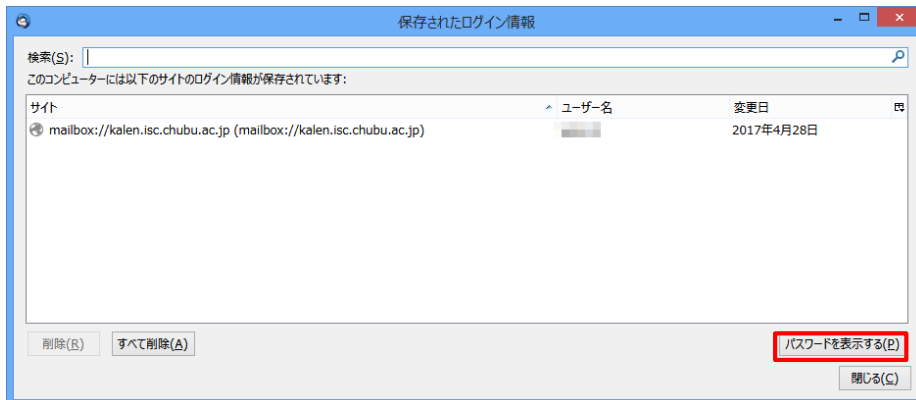 保存されたログイン情報
検索(S):
このコンピューターには以下のサイトのログイン情報が保存されています:
サイト ユーザー名 変更日
mailbox://kalen.isc.chubu.ac.jp (mailbox://kalen.isc.chubu.ac.jp) 2017年4月28日
削除(R) すべて削除(A) パスワードを表示する(P)
閉じる(C)